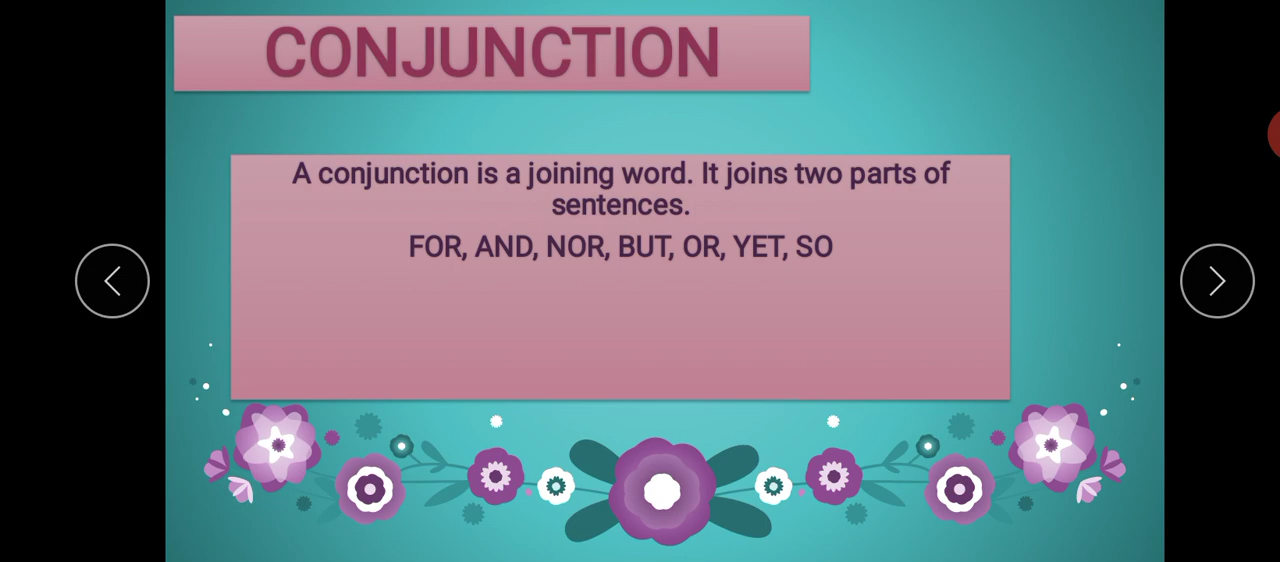 CONJUNCTION
A conjunction is a joining word. It joins two parts of
sentences.
FOR, AND, NOR, BUT, OR, YET, SO